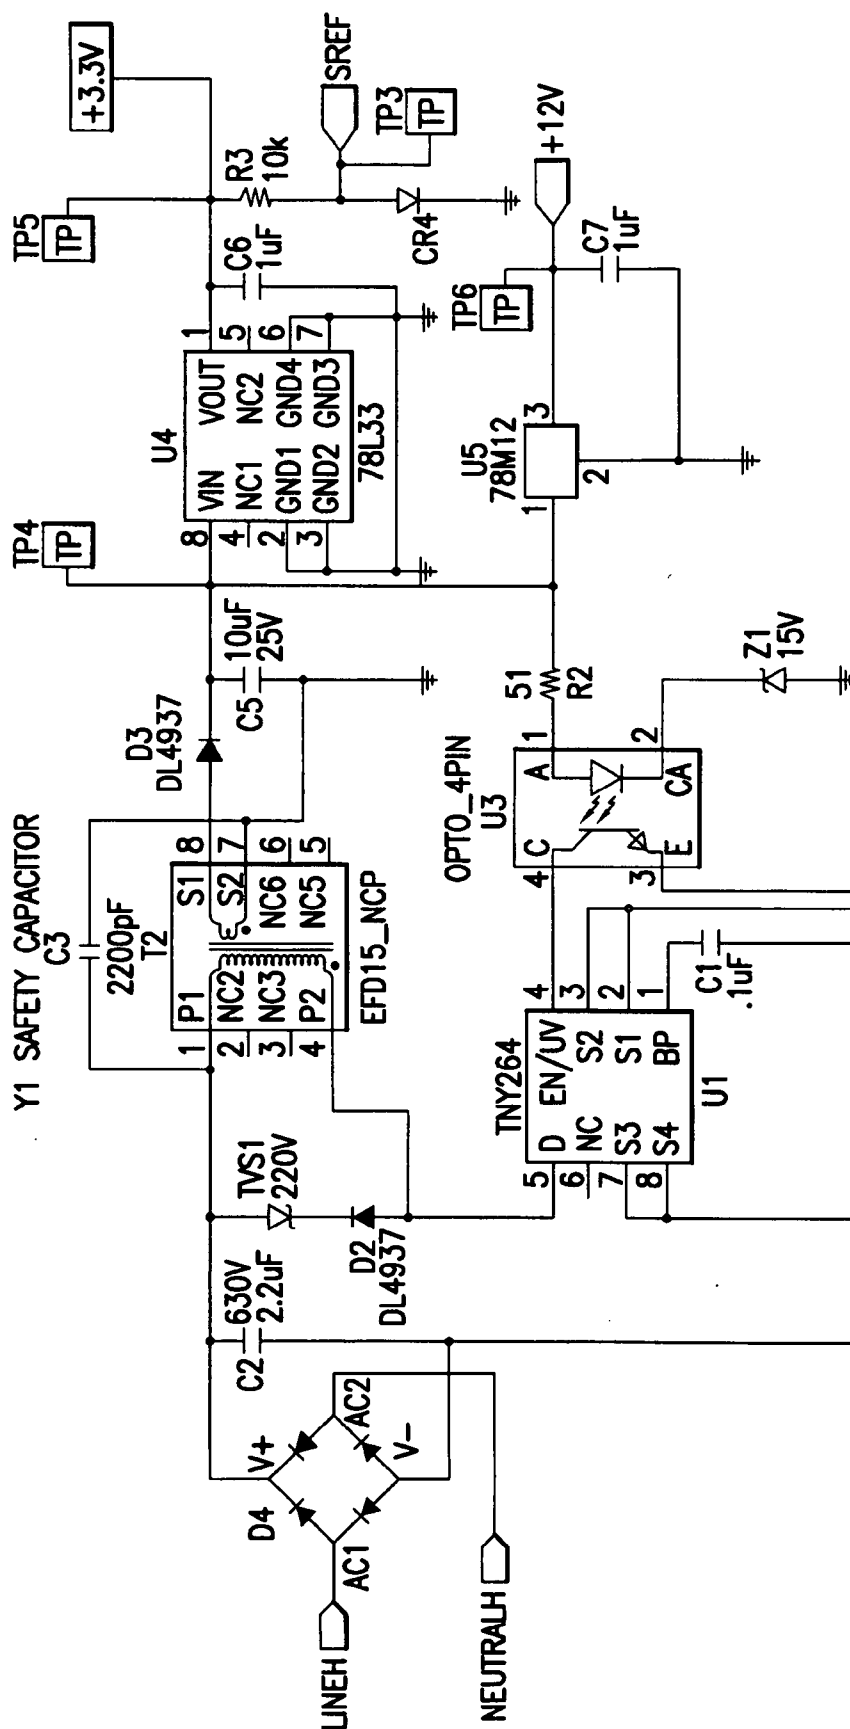 Y1 SAFETY CAPACITOR
C3
2200pF
T2
EFD15_NCP
P1
NC2
NC3
P2
S1
S2
NC6
NC5
1
2
3
4
8
7
6
5
LINEH
NEUTRALH
D4
V+
V-
AC1
AC2
C2
630V
2.2uF
TVS1
220V
D2
DL4937
D3
DL4937
C5
10uF
25V
TP4
TP
U4
VIN
NC1
GND1
GND2
VOUT
NC2
GND4
GND3
78L33
8
4
2
3
1
5
6
7
C6
1uF
TP5
TP
R3
10k
+3.3V
SREF
TP3
TP
CR4
TNY264
U1
D
NC
S3
S4
EN/UV
S2
S1
BP
5
6
7
8
4
3
2
1
C1
.1uF
OPTO_4PIN
U3
C
E
A
CA
4
3
1
2
51
R2
Z1
15V
U5
78M12
1
2
3
TP6
TP
C7
1uF
+12V